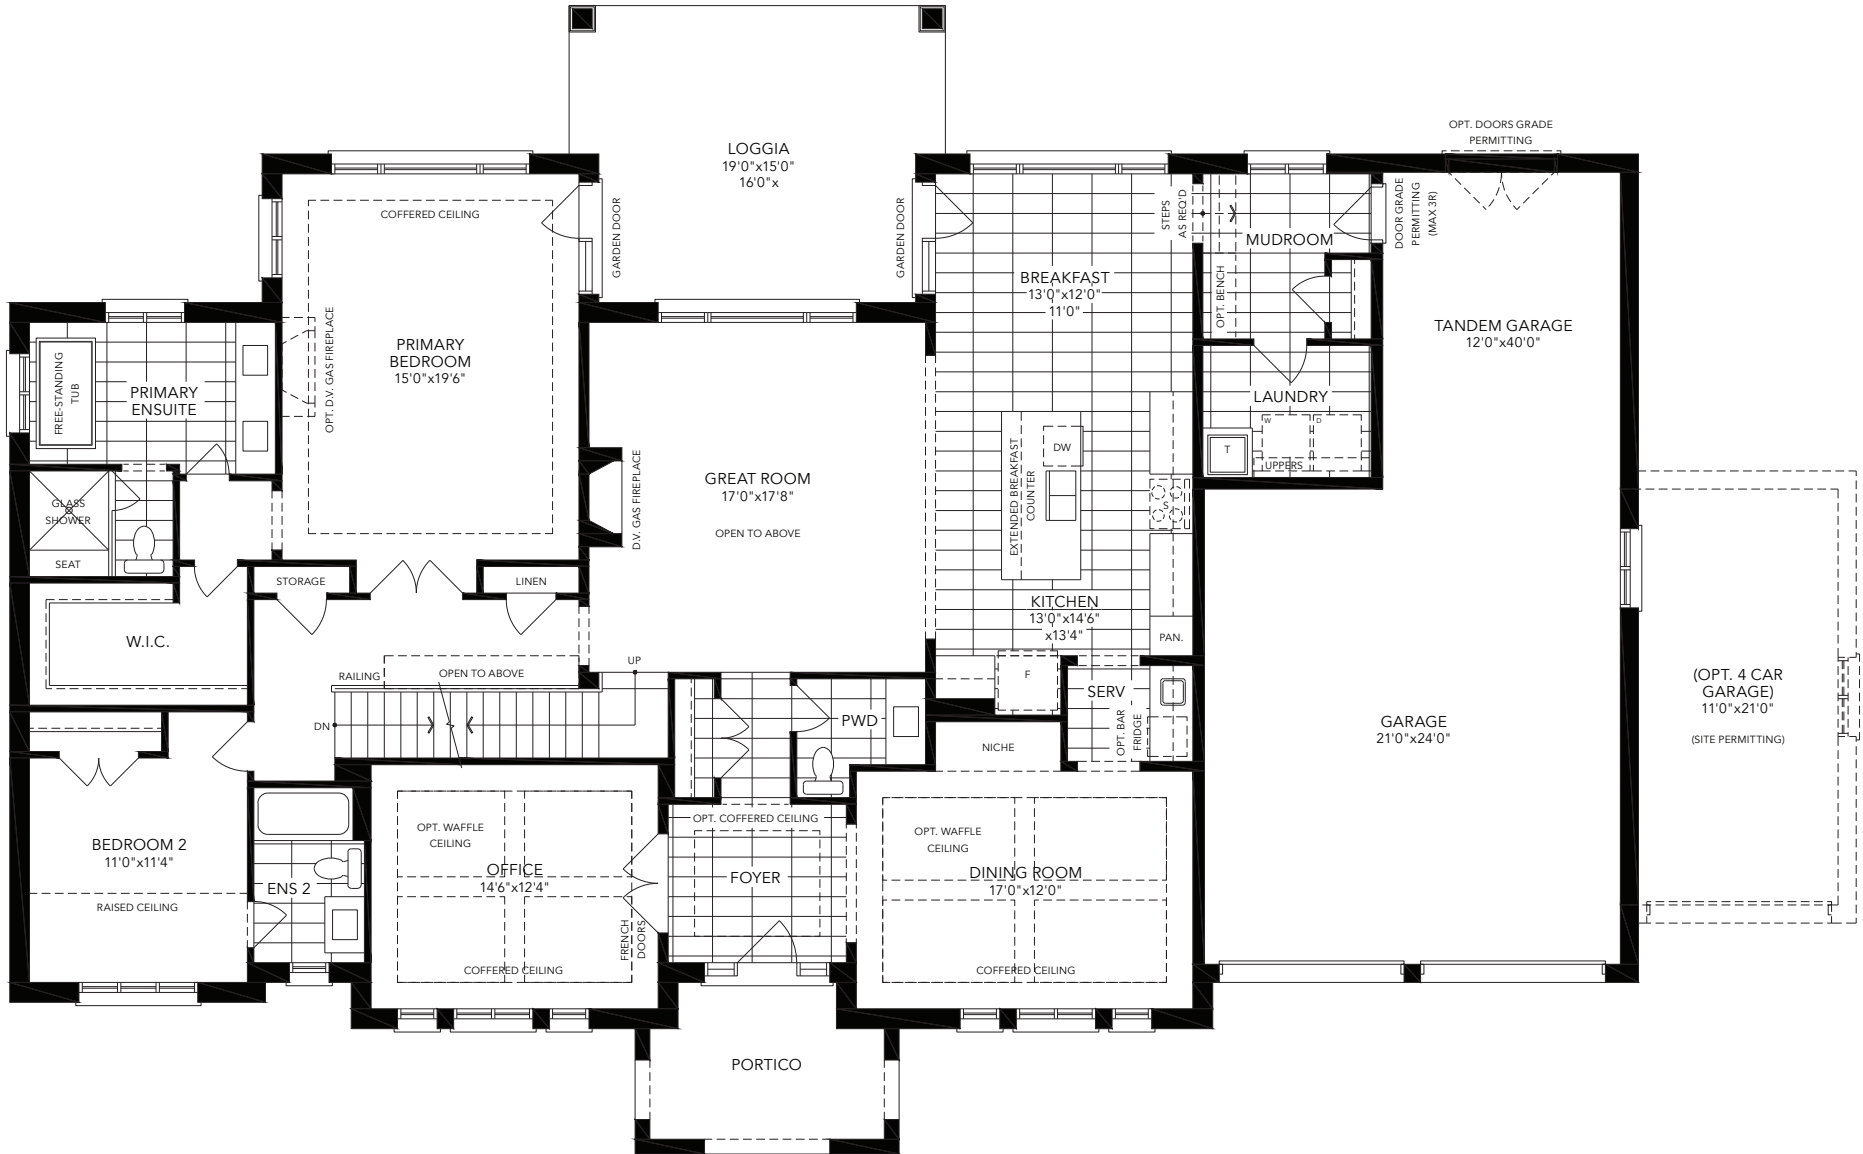 LOGGIA
19'0"x15'0"
16'0"x
OPT. DOORS GRADE
PERMITTING
COFFERED CEILING
GARDEN DOOR
GARDEN DOOR
STEPS
AS REQ'D
MUDROOM
DOOR GRADE
PERMITTING
(MAX 3R)
OPT. BENCH
BREAKFAST
13'0"x12'0"
11'0"
TANDEM GARAGE
12'0"x40'0"
PRIMARY
BEDROOM
15'0"x19'6"
OPT. D.V. GAS FIREPLACE
FREE-STANDING
TUB
PRIMARY
ENSUITE
LAUNDRY
W
D
T
UPPERS
EXTENDED BREAKFAST
COUNTER
DW
S
GREAT ROOM
17'0"x17'8"
OPEN TO ABOVE
D.V. GAS FIREPLACE
GLASS
SHOWER
SEAT
STORAGE
LINEN
KITCHEN
13'0"x14'6"
x13'4"
PAN.
W.I.C.
UP
RAILING
OPEN TO ABOVE
DN
F
SERV
OPT. BAR
FRIDGE
PWD
NICHE
(OPT. 4 CAR
GARAGE)
11'0"x21'0"
(SITE PERMITTING)
GARAGE
21'0"x24'0"
BEDROOM 2
11'0"x11'4"
RAISED CEILING
ENS 2
OPT. WAFFLE
CEILING
OFFICE
14'6"x12'4"
COFFERED CEILING
FRENCH
DOORS
OPT. COFFERED CEILING
FOYER
OPT. WAFFLE
CEILING
DINING ROOM
17'0"x12'0"
COFFERED CEILING
PORTICO